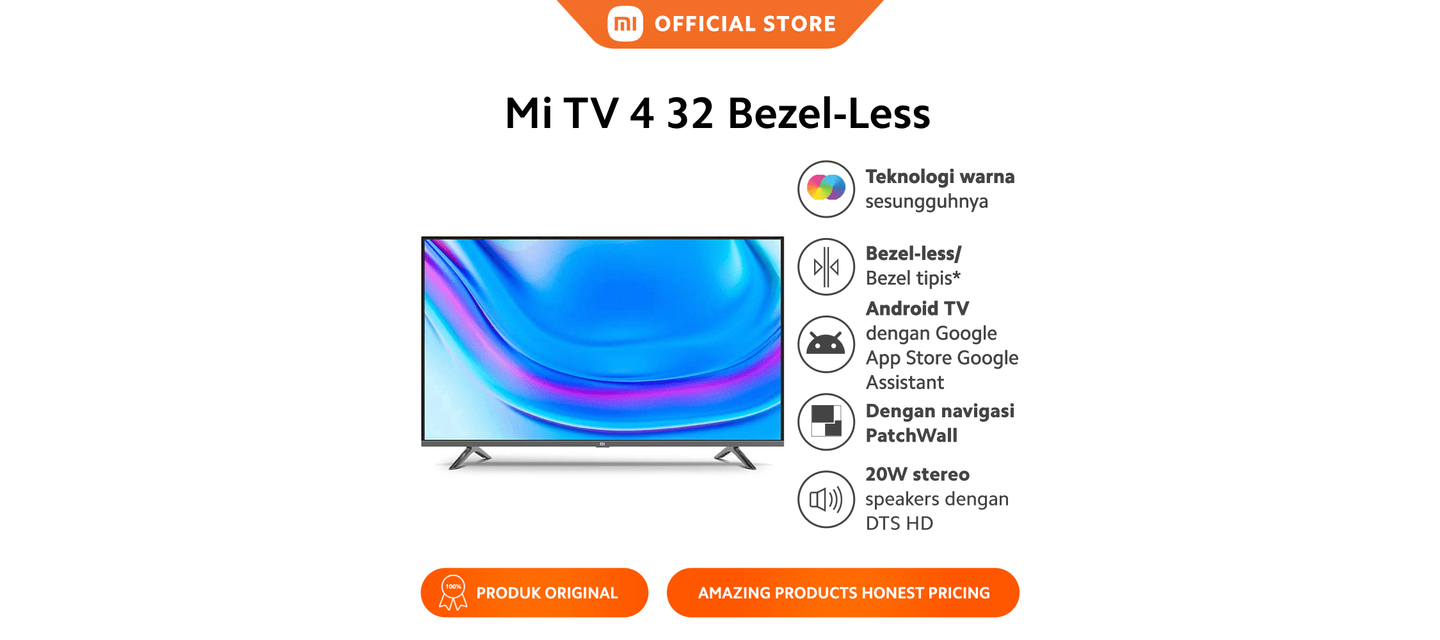 mi OFFICIAL STORE
Mi TV 4 32 Bezel-Less
Teknologi warna
sesungguhnya
Bezel-less/
Bezel tipis*
Android TV
dengan Google
App Store Google
Assistant
Dengan navigasi
PatchWall
20W stereo
speakers dengan
DTS HD
100% PRODUK ORIGINAL
AMAZING PRODUCTS HONEST PRICING